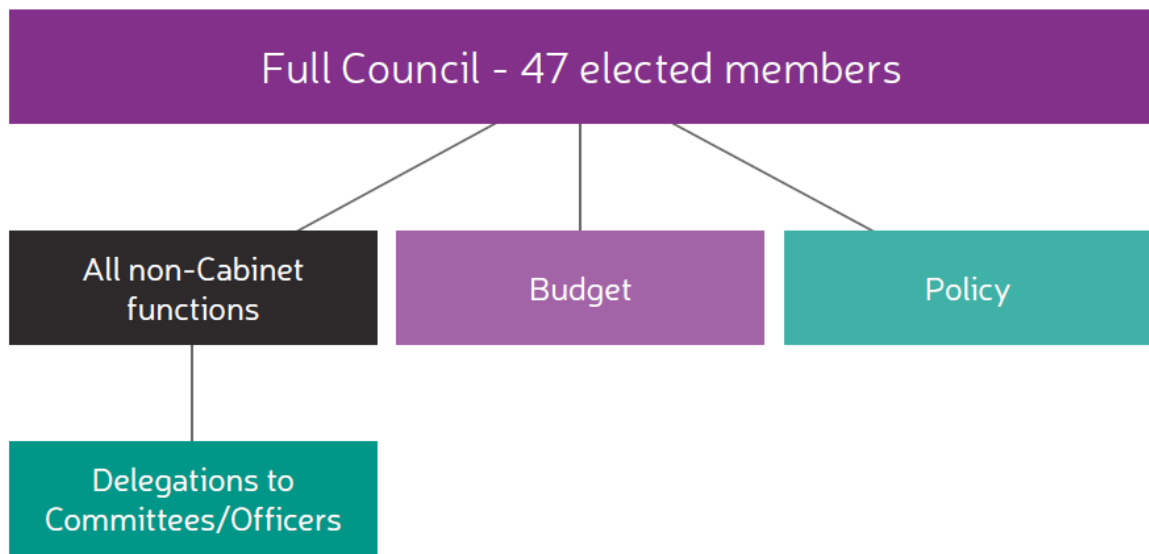 Full Council - 47 elected members
All non-Cabinet
functions
Budget
Policy
Delegations to
Committees/Officers